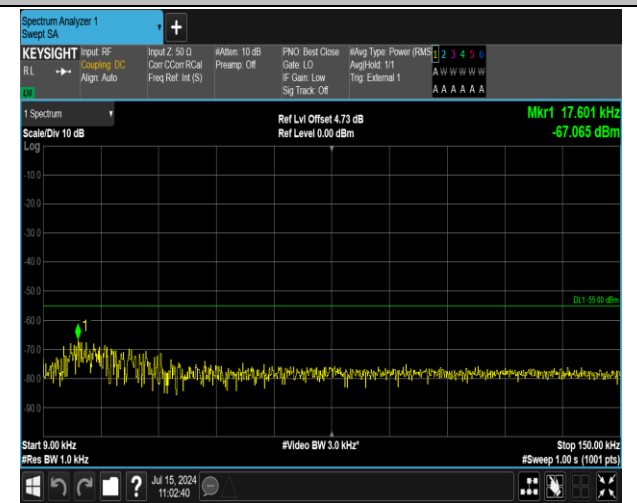 Spectrum Analyzer 1
Swept SA
+
KEYSIGHT Input: RF Input Z: 50 Ω #Atten: 10 dB PNO: Best Close #Avg Type: Power (RMS 1 2 3 4 5 6
RL Coupling: DC Corr CCorr RCal Preamp: Off Gate: LO Avg|Hold: 1/1 A W W W W W
Align: Auto Freq Ref: Int (S) IF Gain: Low Trig: External 1
LW Sig Track: Off A A A A A A
1 Spectrum Ref Lvl Offset 4.73 dB Mkr1 17.601 kHz
Scale/Div 10 dB Ref Level 0.00 dBm -67.065 dBm
Log
-10.0
-20.0
-30.0
-40.0
-50.0
DL1 -55.00 dBm
-60.0
1
-70.0
-80.0
-90.0
Start 9.00 kHz #Video BW 3.0 kHz* Stop 150.00 kHz
#Res BW 1.0 kHz #Sweep 1.00 s (1001 pts)
? Jul 15, 2024
11:02:40